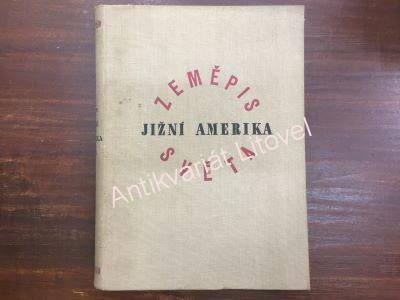 ZEMĚPIS
JIŽNÍ AMERIKA
SVĚTA
Antikvariát Litovel